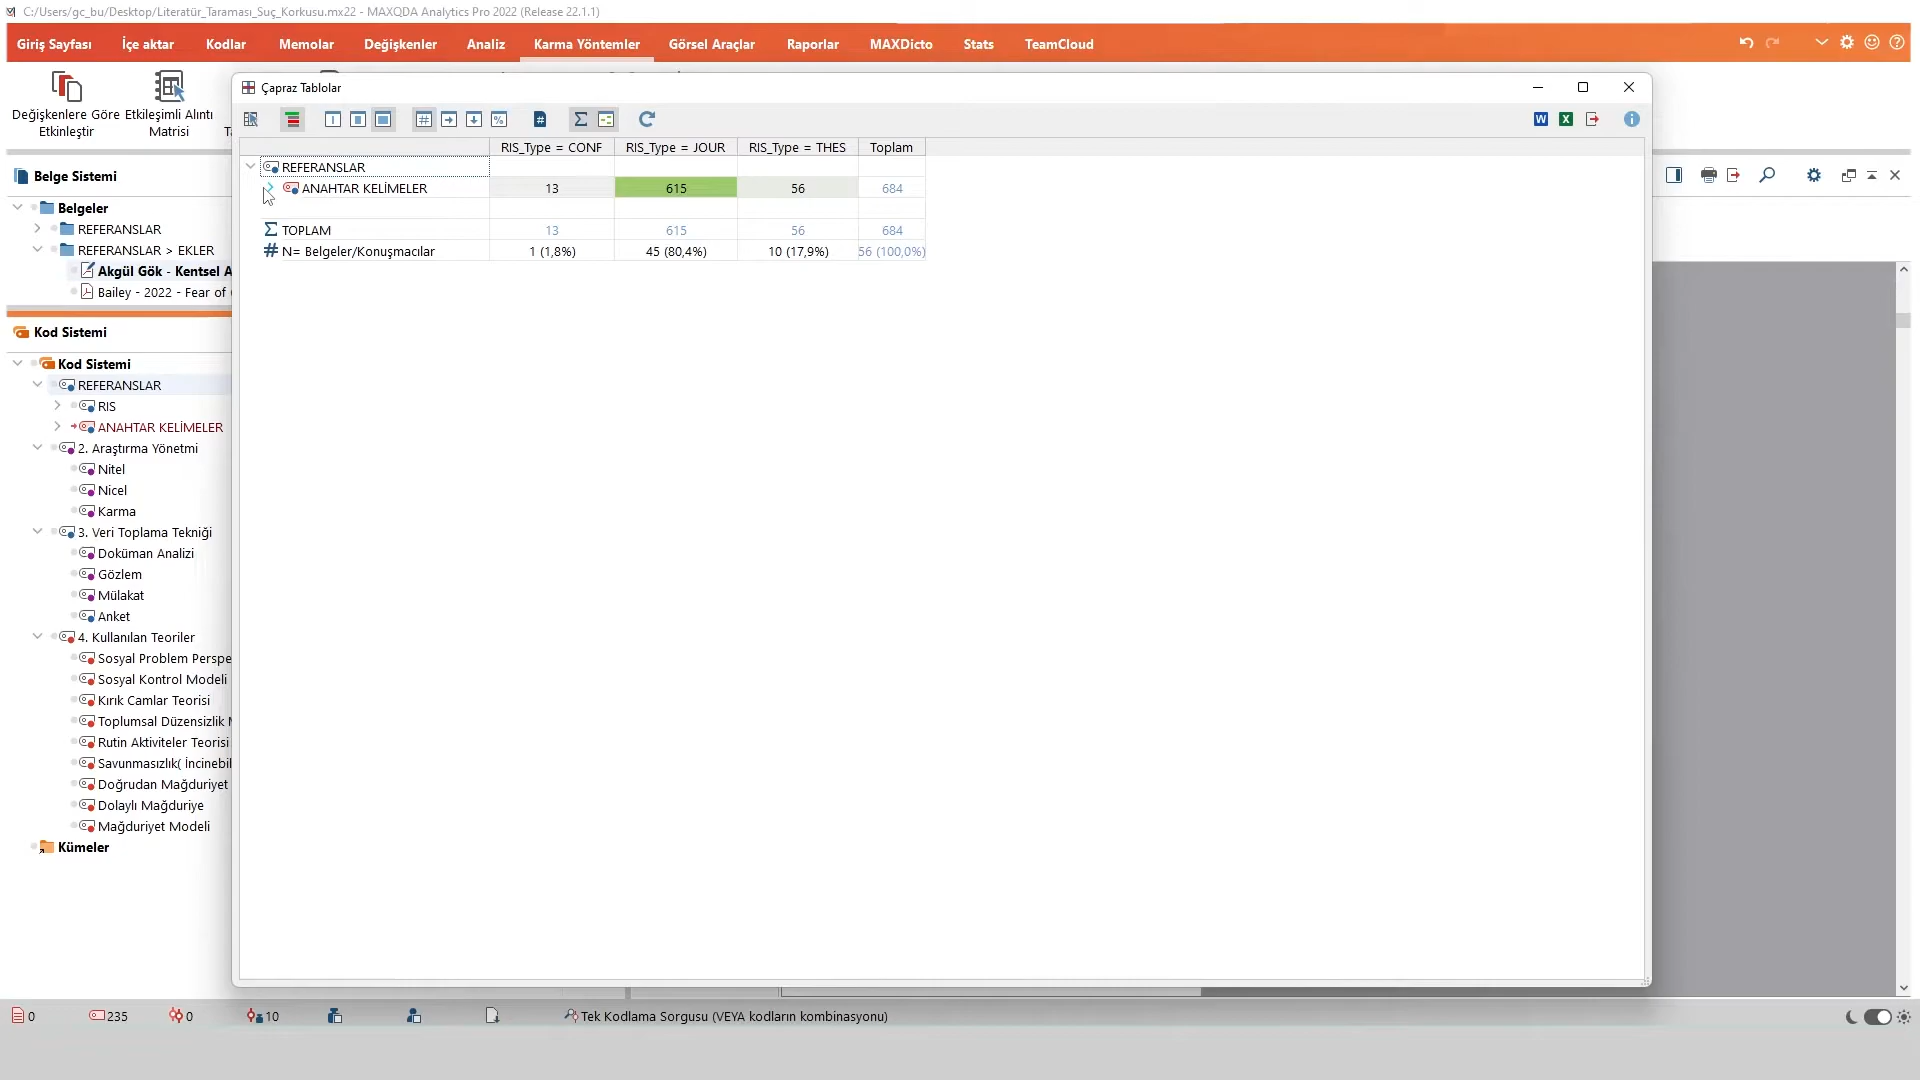 C:/Users/gc_bu/Desktop/Literatür_Taraması_Suç_Korkusu.mx22 - MAXQDA Analytics Pro 2022 (Release 22.1.1)
Giriş Sayfası İçe aktar Kodlar Memolar Değişkenler Analiz Karma Yöntemler Görsel Araçlar Raporlar MAXDicto Stats TeamCloud
Değişkenlere Göre Etkinleştir
Etkileşimli Alıntı Matrisi
Çapraz Tablolar
RIS_Type = CONF RIS_Type = JOUR RIS_Type = THES Toplam
REFERANSLAR
ANAHTAR KELİMELER 13 615 56 684
TOPLAM 13 615 56 684
N= Belgeler/Konuşmacılar 1 (1,8%) 45 (80,4%) 10 (17,9%) 56 (100,0%)
Belge Sistemi
Belgeler
REFERANSLAR
REFERANSLAR > EKLER
Akgül Gök - Kentsel A
Bailey - 2022 - Fear of
Kod Sistemi
Kod Sistemi
REFERANSLAR
RIS
ANAHTAR KELİMELER
2. Araştırma Yönetmi
Nitel
Nicel
Karma
3. Veri Toplama Tekniği
Doküman Analizi
Gözlem
Mülakat
Anket
4. Kullanılan Teoriler
Sosyal Problem Perspe
Sosyal Kontrol Modeli
Kırık Camlar Teorisi
Toplumsal Düzensizlik
Rutin Aktiviteler Teorisi
Savunmasızlık( İncinebil
Doğrudan Mağduriyet
Dolaylı Mağduriye
Mağduriyet Modeli
Kümeler
0 235 0 10 Tek Kodlama Sorgusu (VEYA kodların kombinasyonu)